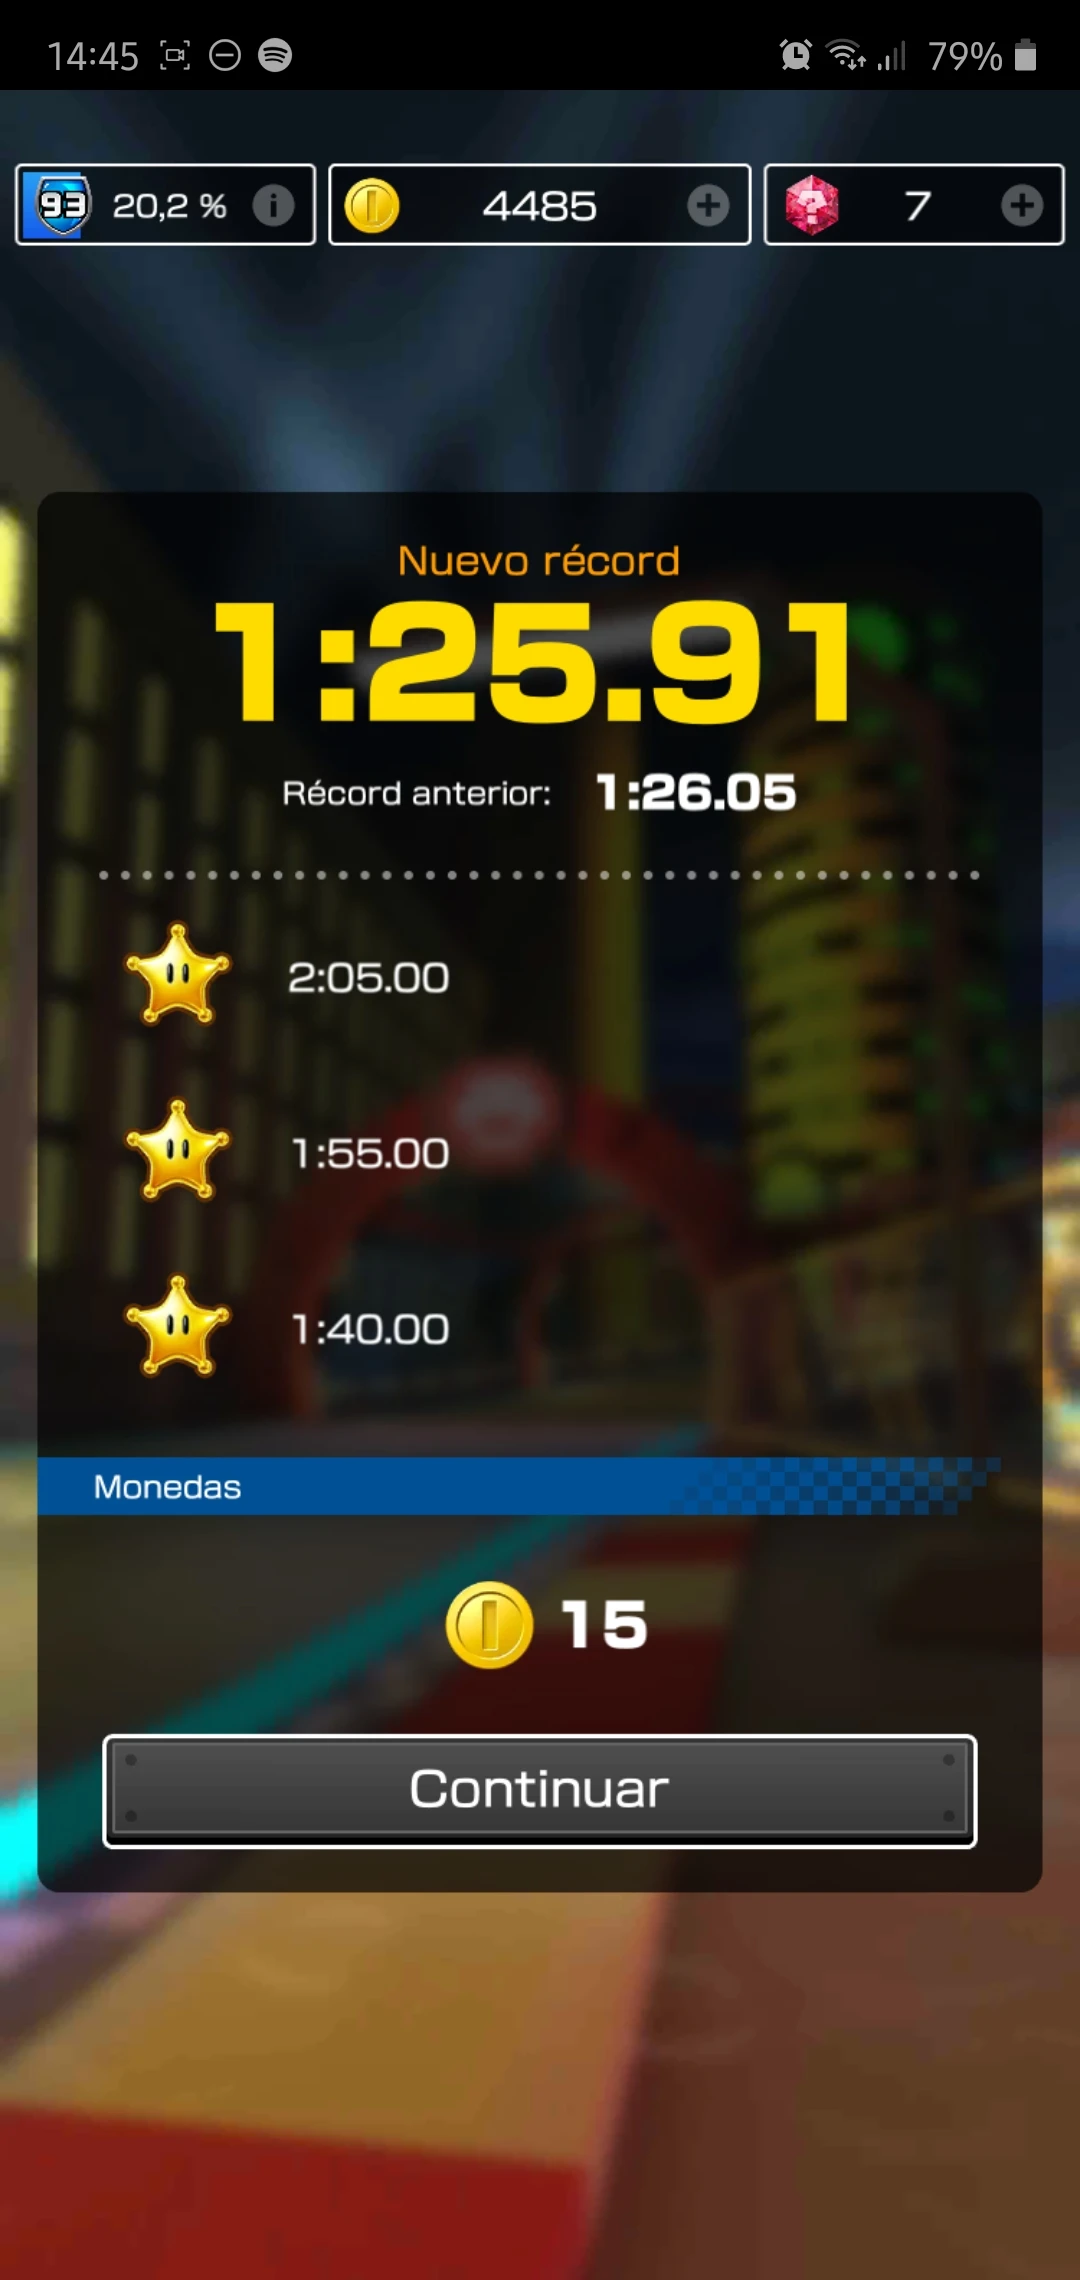 14:45 79%
93 20,2 % i 4485 + ? 7 +
Nuevo récord
1:25.91
Récord anterior: 1:26.05
2:05.00
1:55.00
1:40.00
Monedas
15
Continuar